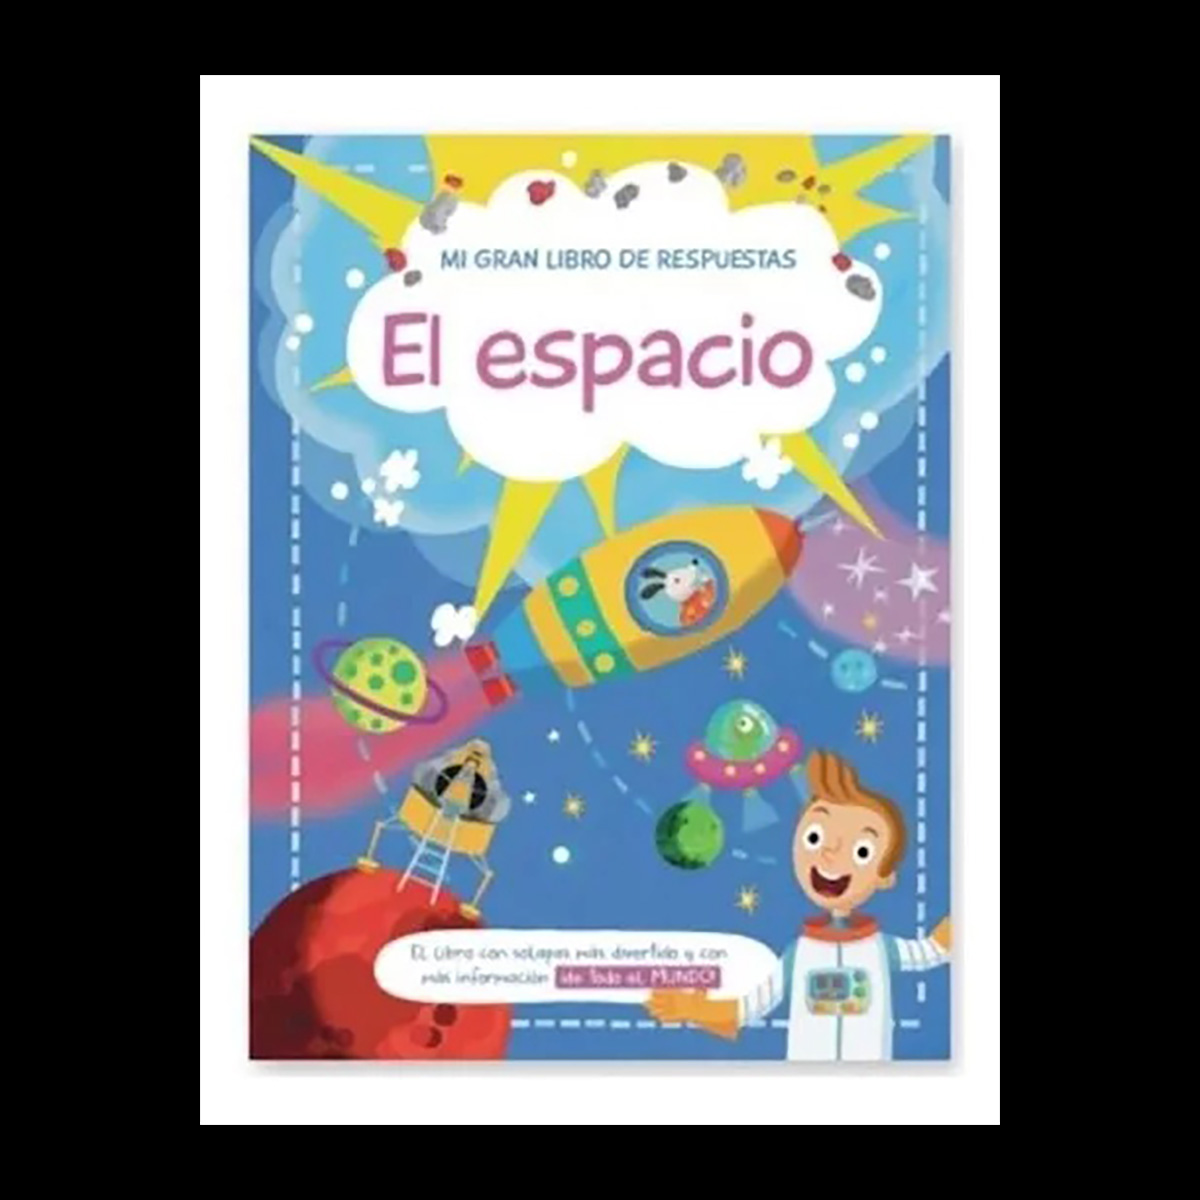 MI GRAN LIBRO DE RESPUESTAS
El espacio
El libro con solapas más divertido y con
más información ¡de todo el MUNDO!